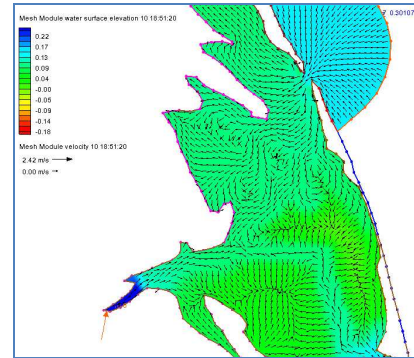 Mesh Module water surface elevation 10 18:51:20
0.22
0.17
0.13
0.09
0.04
-0.00
-0.05
-0.09
-0.14
-0.18
Mesh Module velocity 10 18:51:20
2.42 m/s
0.00 m/s
0.30107